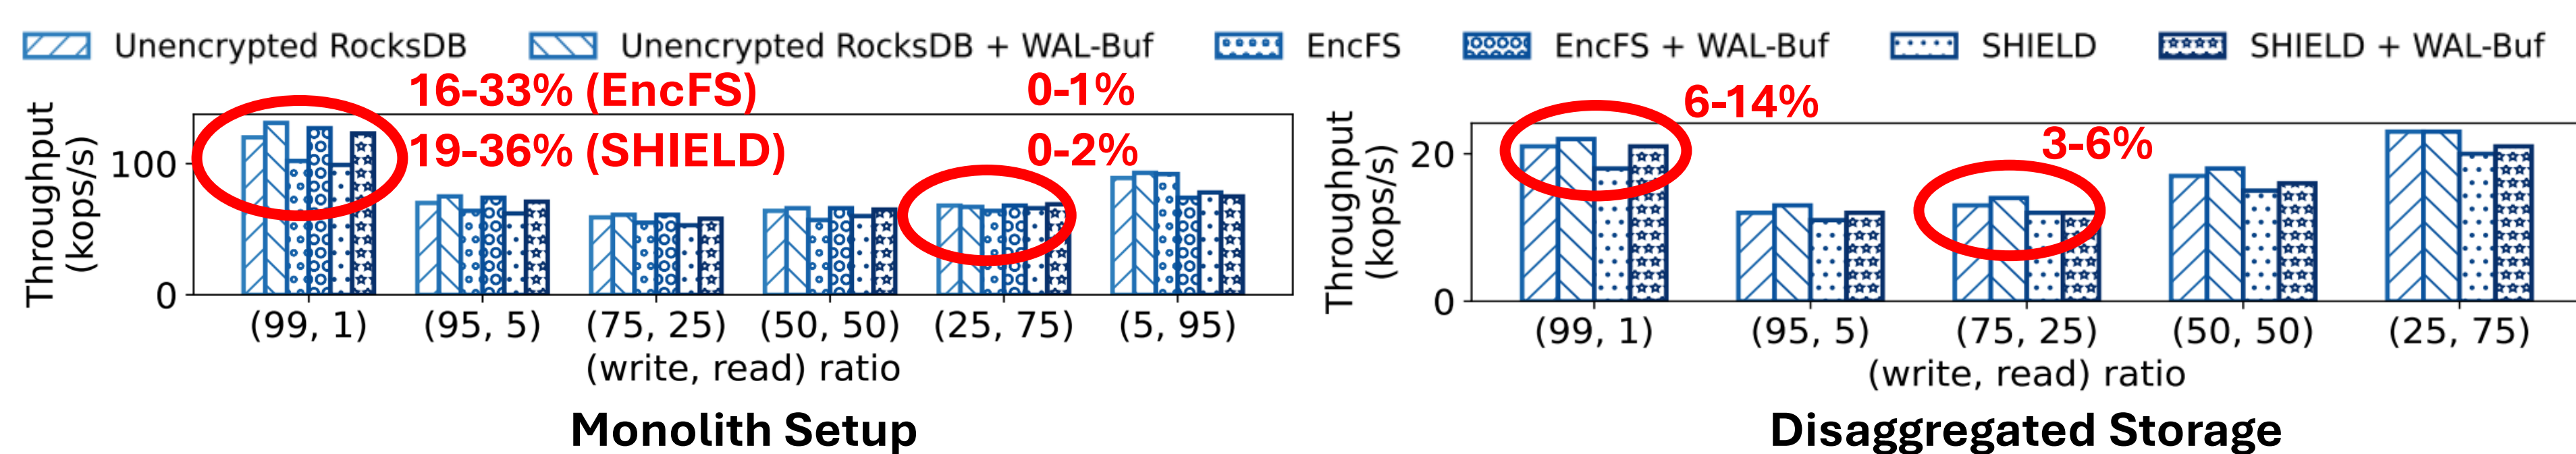 Unencrypted RocksDB Unencrypted RocksDB + WAL-Buf EncFS EncFS + WAL-Buf SHIELD SHIELD + WAL-Buf
16-33% (EncFS) 0-1%
19-36% (SHIELD) 0-2%
Throughput
(kops/s)
100
0
(99, 1) (95, 5) (75, 25) (50, 50) (25, 75) (5, 95)
(write, read) ratio
Monolith Setup
6-14%
3-6%
Throughput
(kops/s)
20
0
(99, 1) (95, 5) (75, 25) (50, 50) (25, 75)
(write, read) ratio
Disaggregated Storage